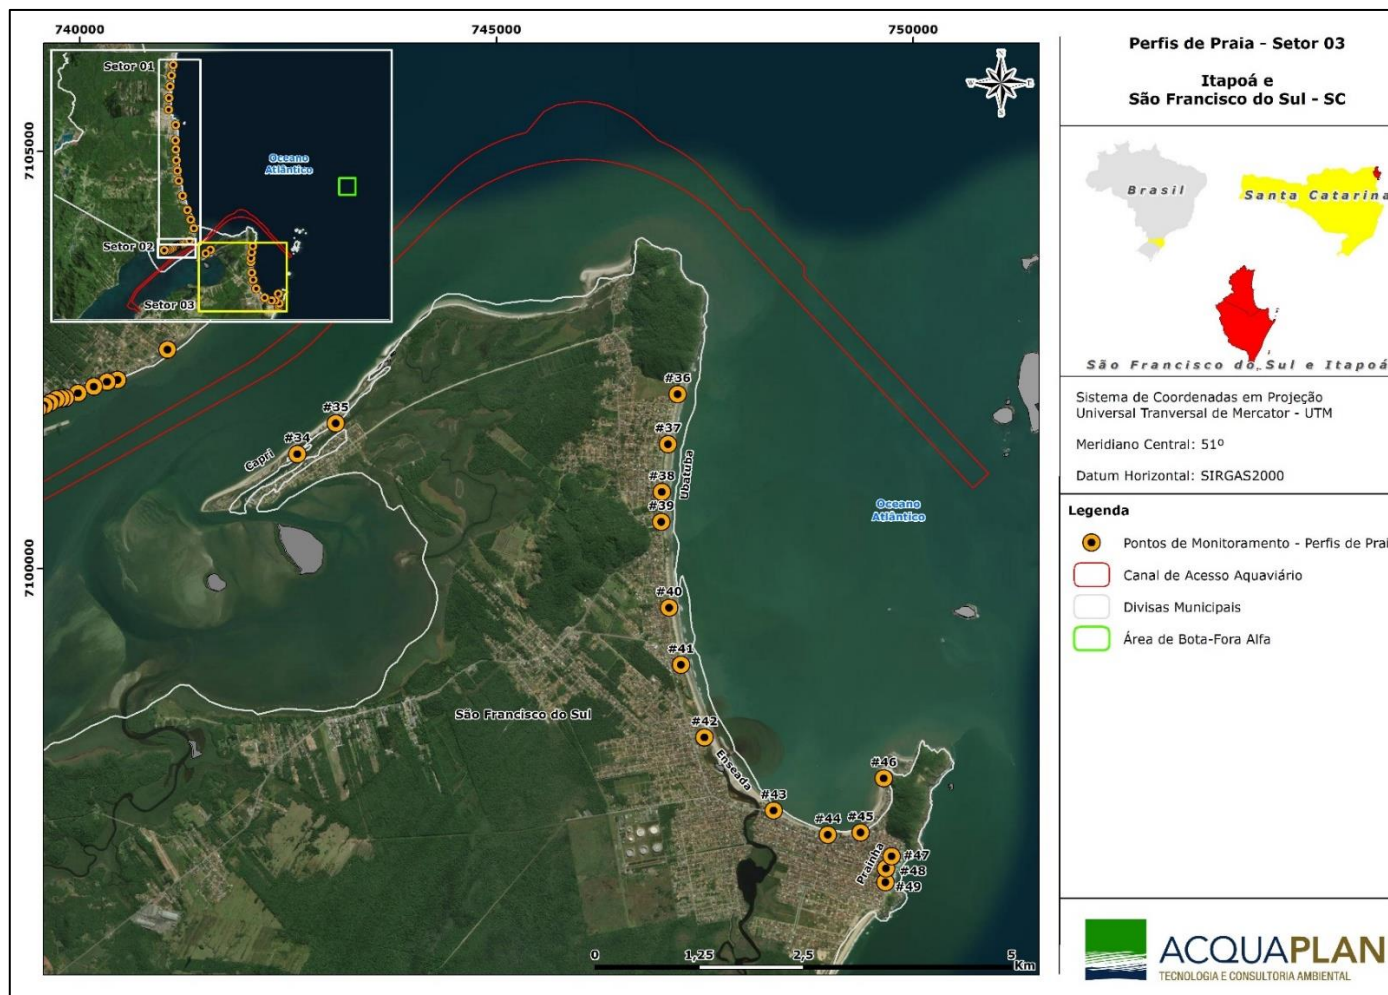 740000
745000
750000
7105000
7100000
Setor 01
Setor 02
Setor 03
Oceano
Atlântico
#34
#35
Capri
#36
#37
#38
#39
Ubatuba
#40
#41
#42
Enseada
#43
#44
#45
#46
Prainha
#47
#48
#49
São Francisco do Sul
Oceano
Atlântico
N
W
E
S
0
1,25
2,5
5
Km
Perfis de Praia - Setor 03
Itapoá e
São Francisco do Sul - SC
Brasil
Santa Catarina
São Francisco do Sul e Itapoá
Sistema de Coordenadas em Projeção
Universal Tranversal de Mercator - UTM
Meridiano Central: 51º
Datum Horizontal: SIRGAS2000
Legenda
Pontos de Monitoramento - Perfis de Prai
Canal de Acesso Aquaviário
Divisas Municipais
Área de Bota-Fora Alfa
ACQUAPLAN
TECNOLOGIA E CONSULTORIA AMBIENTAL